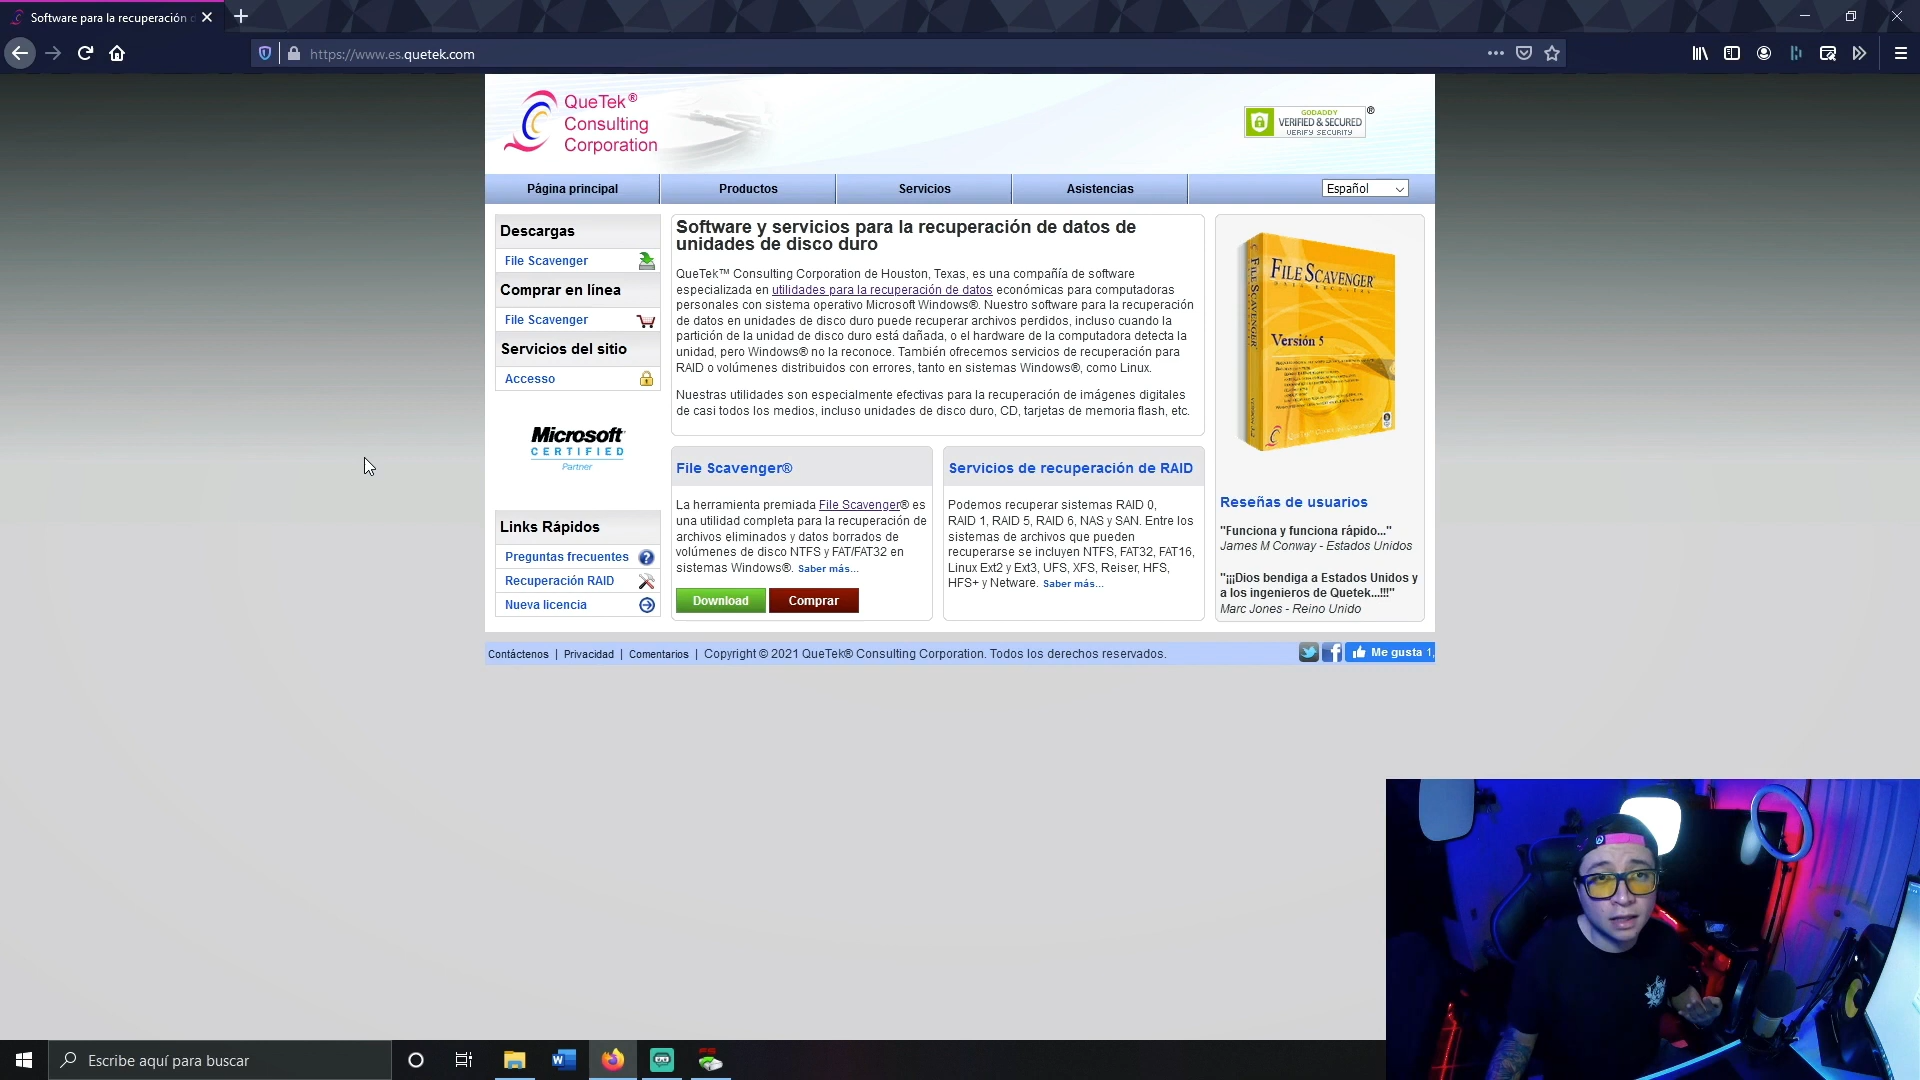 Software para la recuperación d
https://www.es.quetek.com
QueTek®
Consulting
Corporation
GODADDY
VERIFIED & SECURED
VERIFY SECURITY
®
Página principal
Productos
Servicios
Asistencias
Español
Descargas
File Scavenger
Comprar en línea
File Scavenger
Servicios del sitio
Accesso
Microsoft
CERTIFIED
Partner
Links Rápidos
Preguntas frecuentes
Recuperación RAID
Nueva licencia
Software y servicios para la recuperación de datos de
unidades de disco duro
QueTek™ Consulting Corporation de Houston, Texas, es una compañía de software
especializada en utilidades para la recuperación de datos económicas para computadoras
personales con sistema operativo Microsoft Windows®. Nuestro software para la recuperación
de datos en unidades de disco duro puede recuperar archivos perdidos, incluso cuando la
partición de la unidad de disco duro está dañada, o el hardware de la computadora detecta la
unidad, pero Windows® no la reconoce. También ofrecemos servicios de recuperación para
RAID o volúmenes distribuidos con errores, tanto en sistemas Windows®, como Linux.
Nuestras utilidades son especialmente efectivas para la recuperación de imágenes digitales
de casi todos los medios, incluso unidades de disco duro, CD, tarjetas de memoria flash, etc.
File Scavenger®
La herramienta premiada File Scavenger® es
una utilidad completa para la recuperación de
archivos eliminados y datos borrados de
volúmenes de disco NTFS y FAT/FAT32 en
sistemas Windows®. Saber más...
Download
Comprar
Servicios de recuperación de RAID
Podemos recuperar sistemas RAID 0,
RAID 1, RAID 5, RAID 6, NAS y SAN. Entre los
sistemas de archivos que pueden
recuperarse se incluyen NTFS, FAT32, FAT16,
Linux Ext2 y Ext3, UFS, XFS, Reiser, HFS,
HFS+ y Netware. Saber más...
FILE SCAVENGER
Versión 5
Reseñas de usuarios
"Funciona y funciona rápido..."
James M Conway - Estados Unidos
"¡¡¡Dios bendiga a Estados Unidos y
a los ingenieros de Quetek...!!!"
Marc Jones - Reino Unido
Contáctenos | Privacidad | Comentarios | Copyright © 2021 QueTek® Consulting Corporation. Todos los derechos reservados.
Me gusta 1,
Escribe aquí para buscar